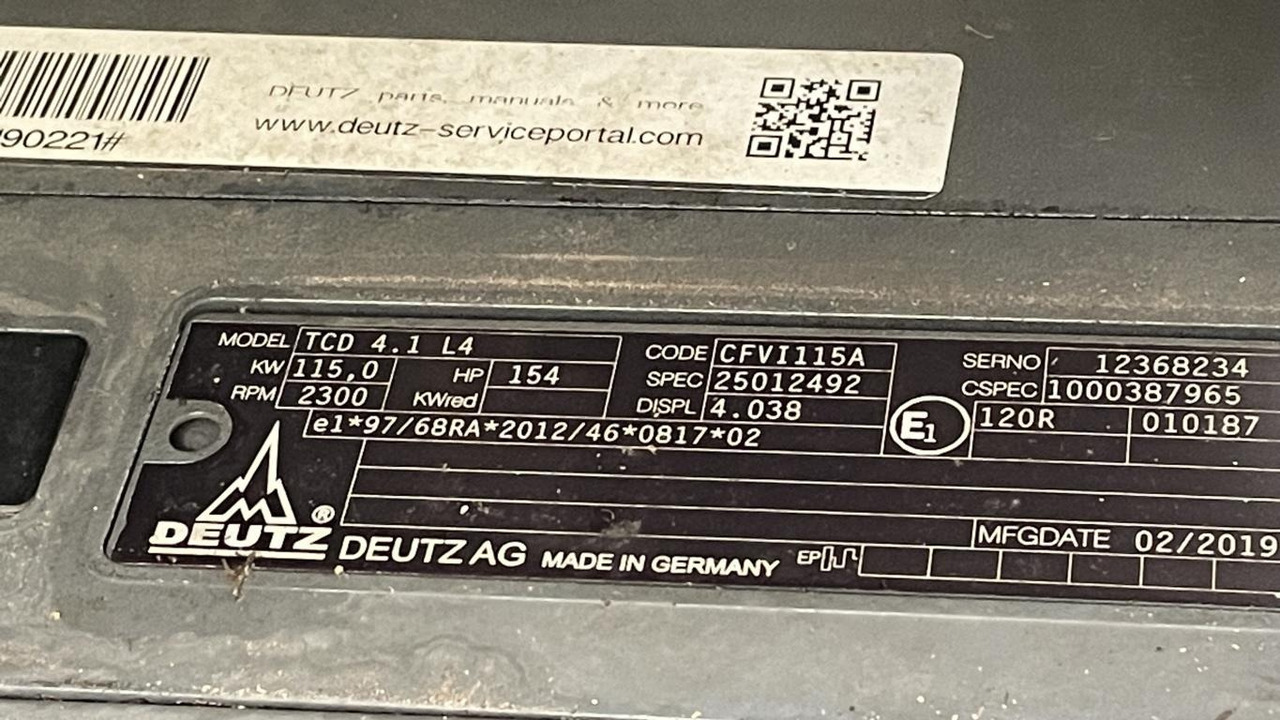 DEUTZ parts, manuals & more
www.deutz-serviceportal.com
90221#
MODEL TCD 4.1 L4
KW 115,0 HP 154
RPM 2300 KWred
CODE CFVI115A
SPEC 25012492
DISPL 4.038
SERNO 12368234
CSPEC 1000387965
E1 120R 010187
e1*97/68RA*2012/46*0817*02
MFGDATE 02/2019
DEUTZ ® DEUTZ AG MADE IN GERMANY EP